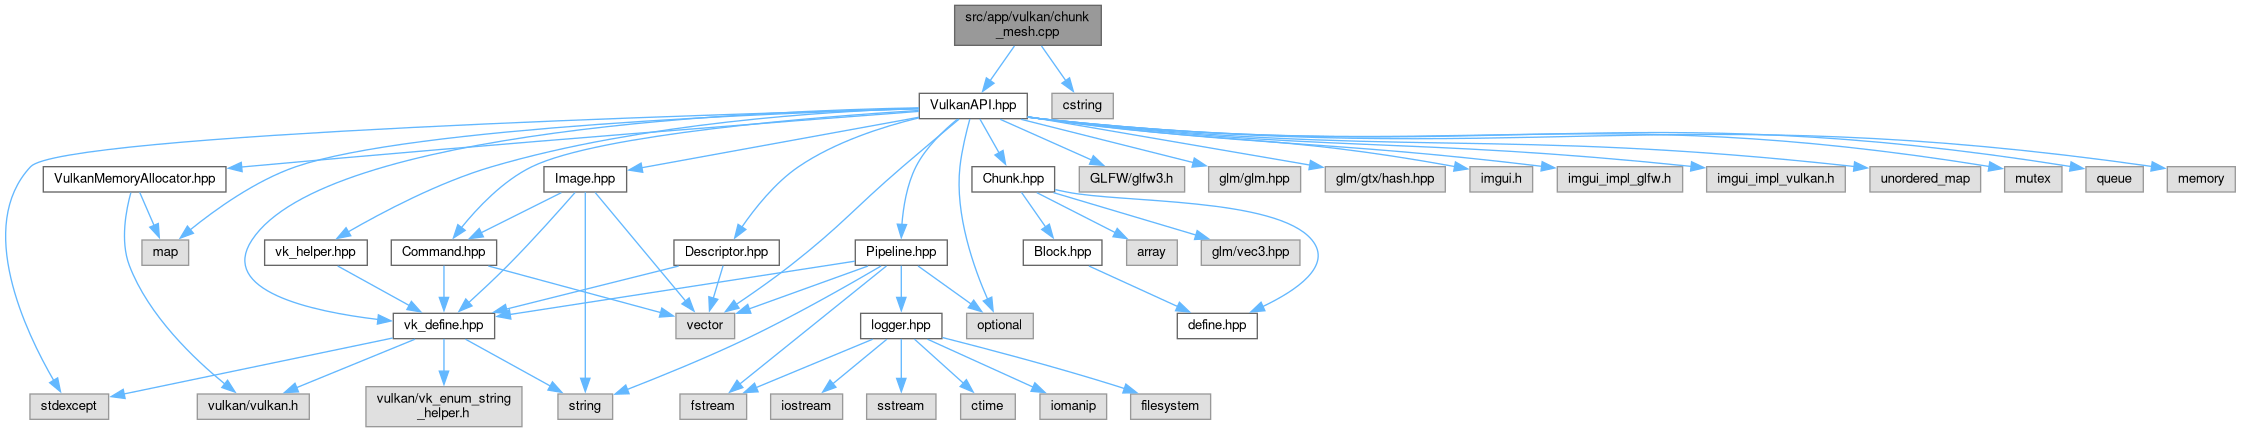 src/app/vulkan/chunk
_mesh.cpp
VulkanAPI.hpp
cstring
VulkanMemoryAllocator.hpp
Image.hpp
Chunk.hpp
GLFW/glfw3.h
glm/glm.hpp
glm/gtx/hash.hpp
imgui.h
imgui_impl_glfw.h
imgui_impl_vulkan.h
unordered_map
mutex
queue
memory
map
vk_helper.hpp
Command.hpp
Descriptor.hpp
Pipeline.hpp
Block.hpp
array
glm/vec3.hpp
vk_define.hpp
vector
logger.hpp
optional
define.hpp
stdexcept
vulkan/vulkan.h
vulkan/vk_enum_string
_helper.h
string
fstream
iostream
sstream
ctime
iomanip
filesystem